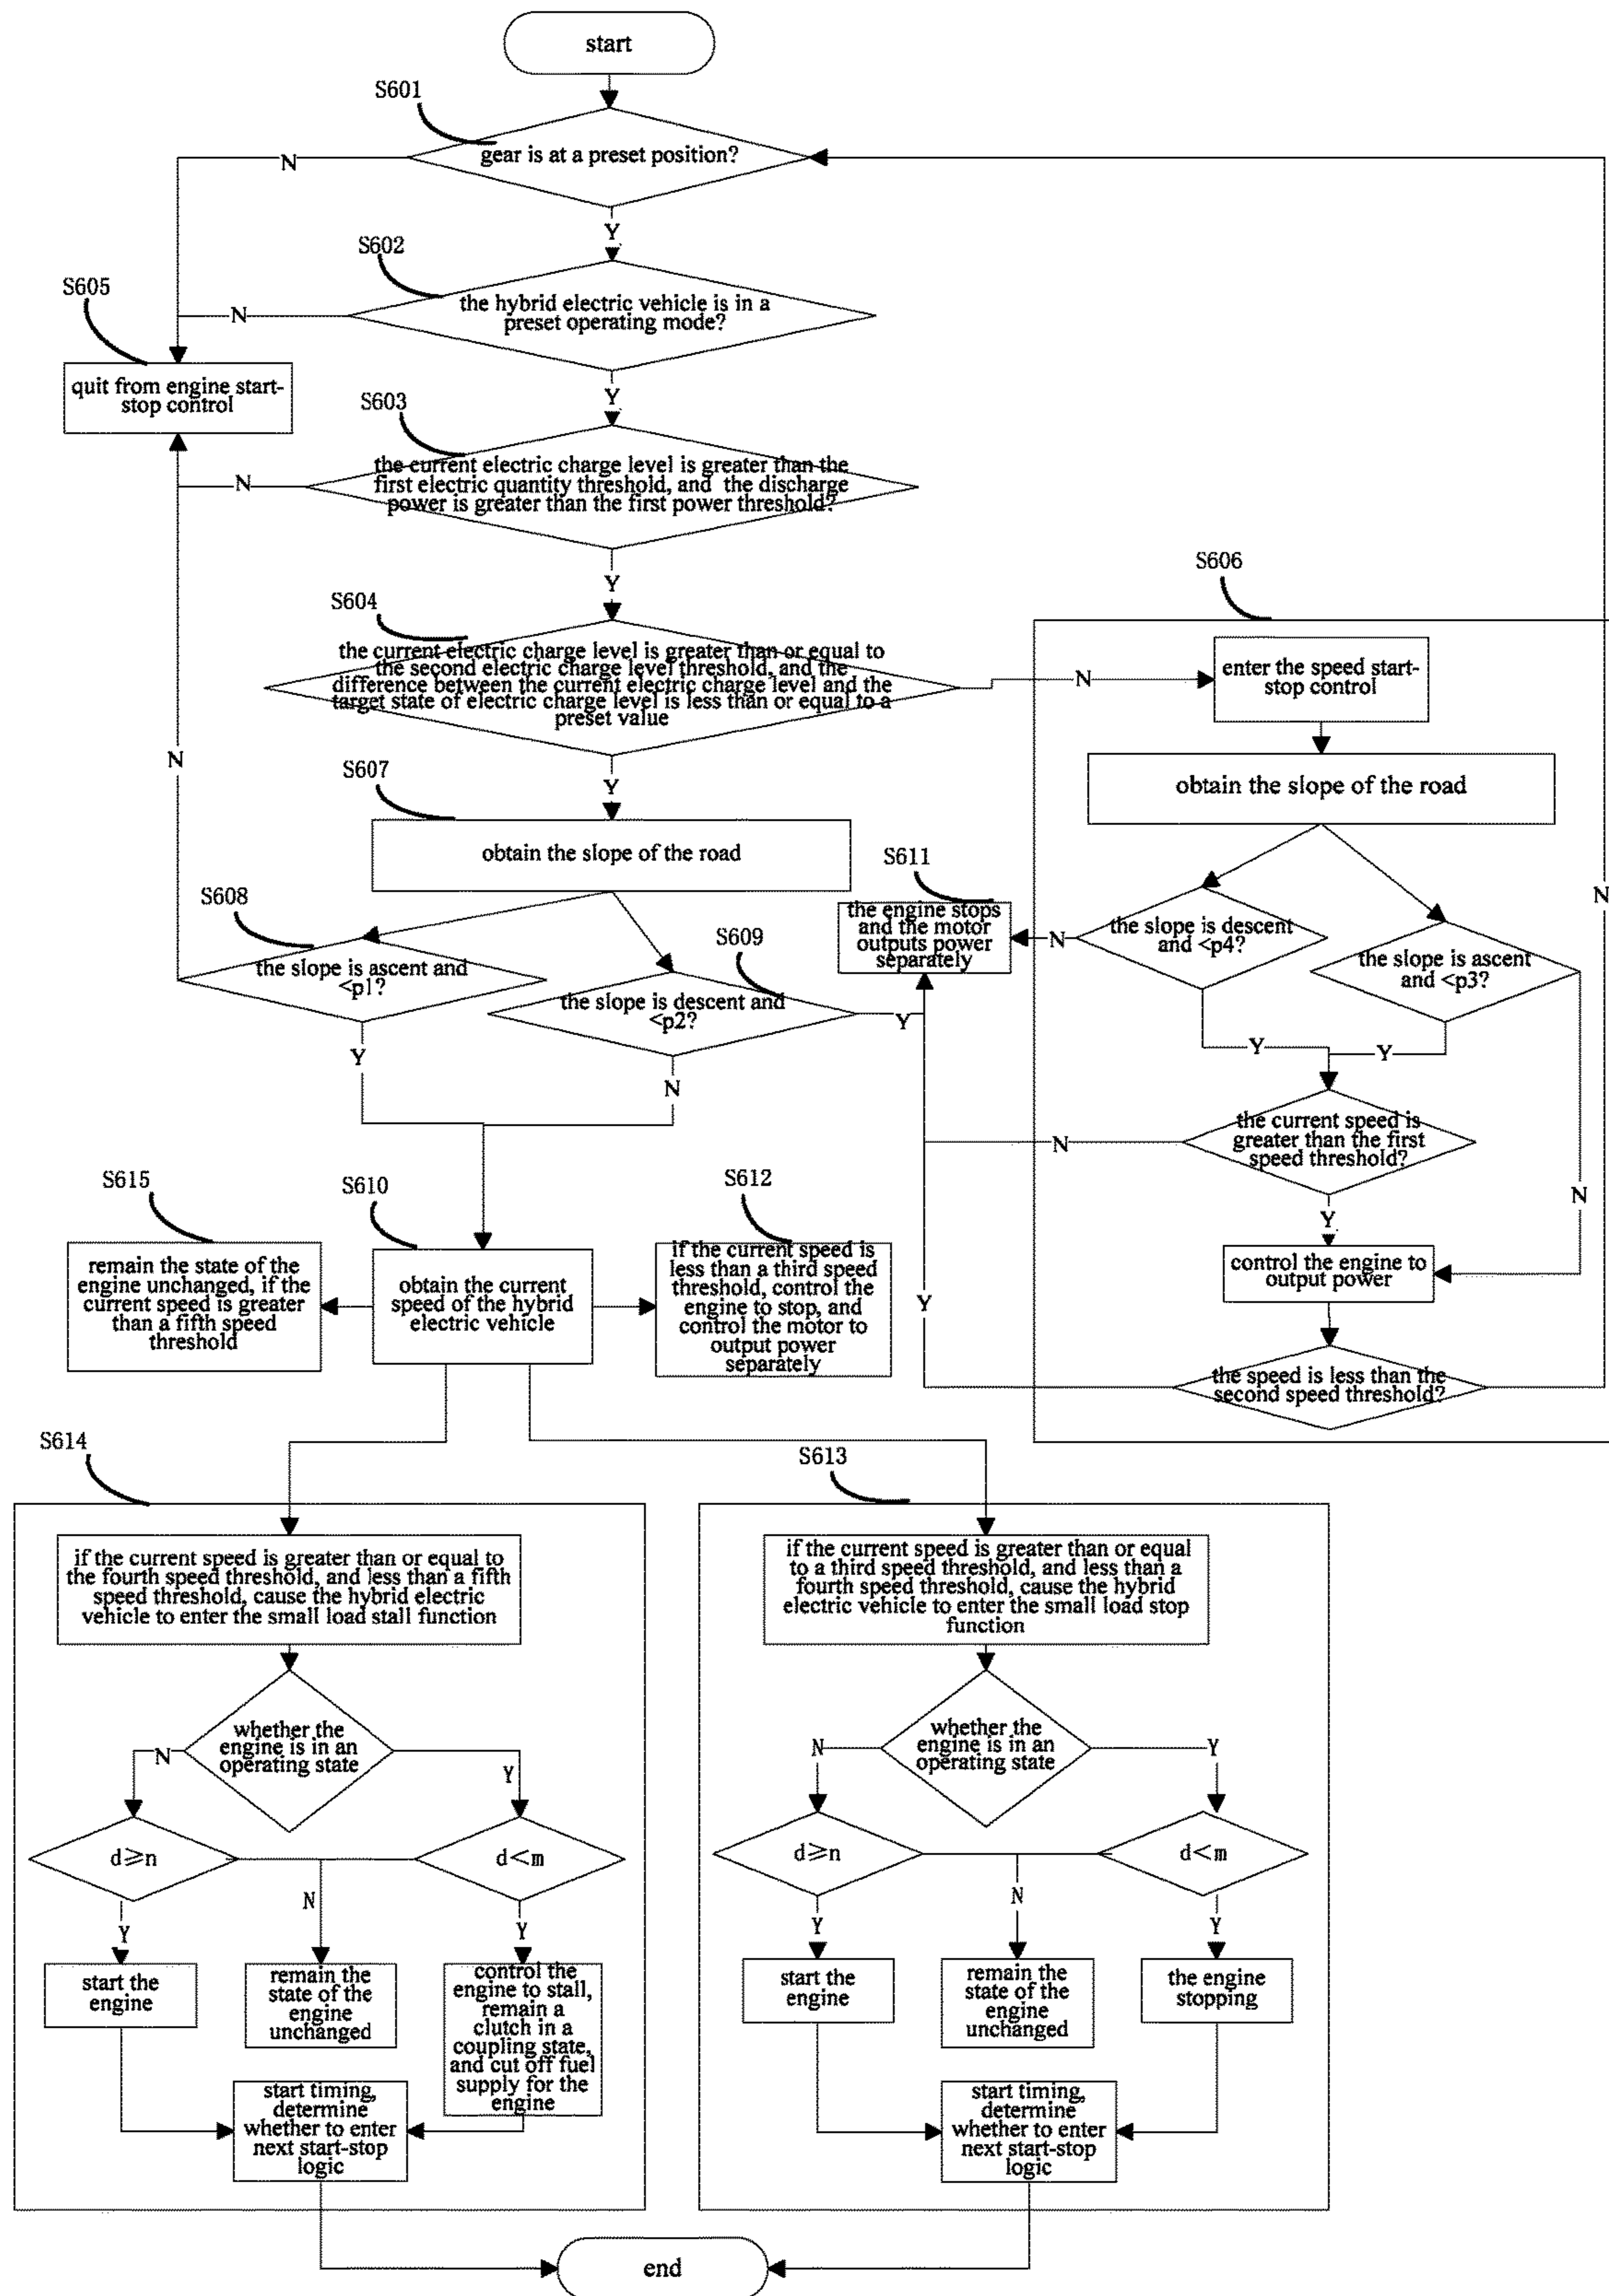 start
S601
gear is at a preset position?
N
Y
S602
the hybrid electric vehicle is in a
preset operating mode?
N
S605
quit from engine start-
stop control
Y
S603
the current electric charge level is greater than the
first electric quantity threshold, and the discharge
power is greater than the first power threshold?
N
Y
S604
the current electric charge level is greater than or equal to
the second electric charge level threshold, and the
difference between the current electric charge level and the
target state of electric charge level is less than or equal to a
preset value
N
Y
S606
enter the speed start-
stop control
obtain the slope of the road
the slope is descent
and <p4?
N
the slope is ascent
and <p3?
N
Y
Y
the current speed is
greater than the first
speed threshold?
N
Y
N
control the engine to
output power
the speed is less than the
second speed threshold?
Y
S607
obtain the slope of the road
S611
the engine stops
and the motor
outputs power
separately
N
S608
the slope is ascent and
<p1?
Y
S609
the slope is descent and
<p2?
Y
N
S615
remain the state of the
engine unchanged, if the
current speed is greater
than a fifth speed
threshold
S610
obtain the current
speed of the hybrid
electric vehicle
S612
if the current speed is
less than a third speed
threshold, control the
engine to stop, and
control the motor to
output power
separately
S614
if the current speed is greater than or equal to
the fourth speed threshold, and less than a fifth
speed threshold, cause the hybrid electric
vehicle to enter the small load stall function
whether the
engine is in an
operating state
N
Y
d≥n
d<m
Y
N
Y
start the
engine
remain the
state of the
engine
unchanged
control the
engine to stall,
remain a
clutch in a
coupling state,
and cut off fuel
supply for the
engine
start timing,
determine
whether to enter
next start-stop
logic
S613
if the current speed is greater than or equal
to a third speed threshold, and less than a
fourth speed threshold, cause the hybrid
electric vehicle to enter the small load stop
function
whether the
engine is in an
operating state
N
Y
d≥n
d<m
Y
N
Y
start the
engine
remain the
state of the
engine
unchanged
the engine
stopping
start timing,
determine
whether to enter
next start-stop
logic
end